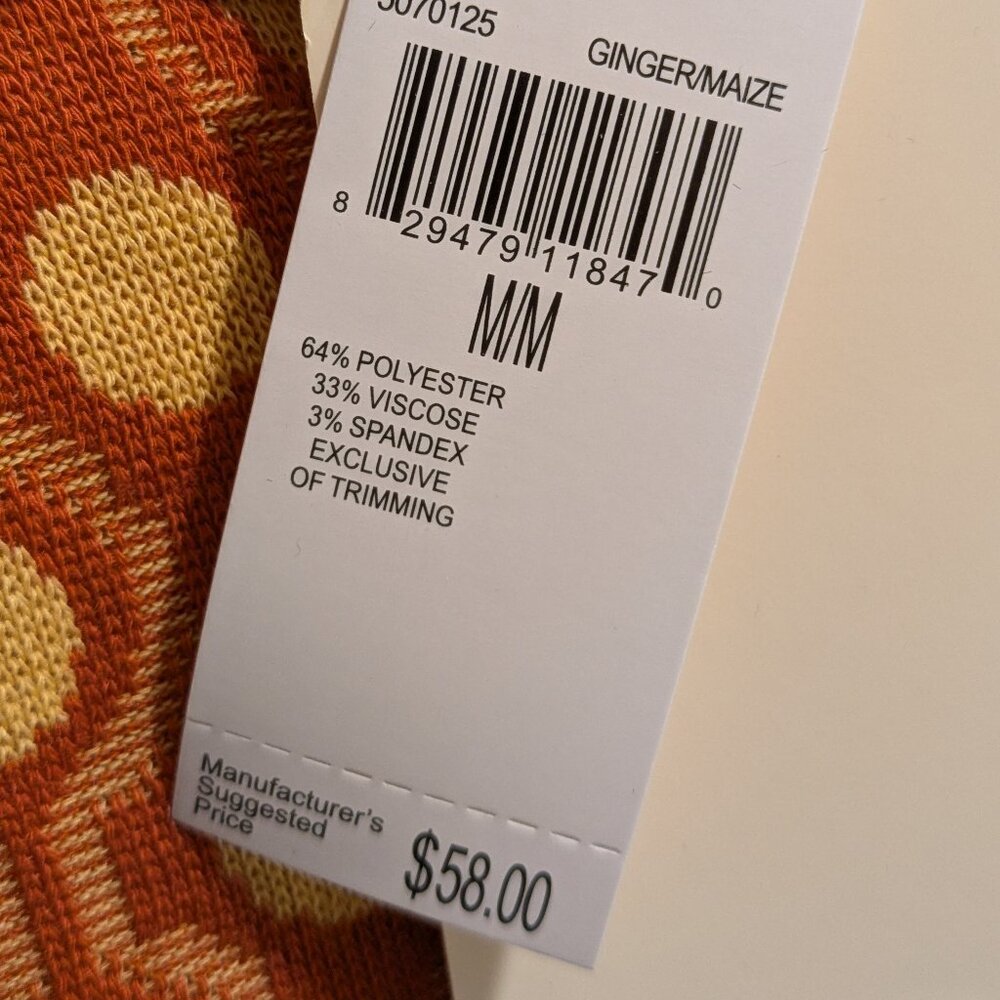 5070125
GINGER/MAIZE
8 29479 11847 0
M/M
64% POLYESTER
33% VISCOSE
3% SPANDEX
EXCLUSIVE
OF TRIMMING
Manufacturer's
Suggested
Price
$58.00